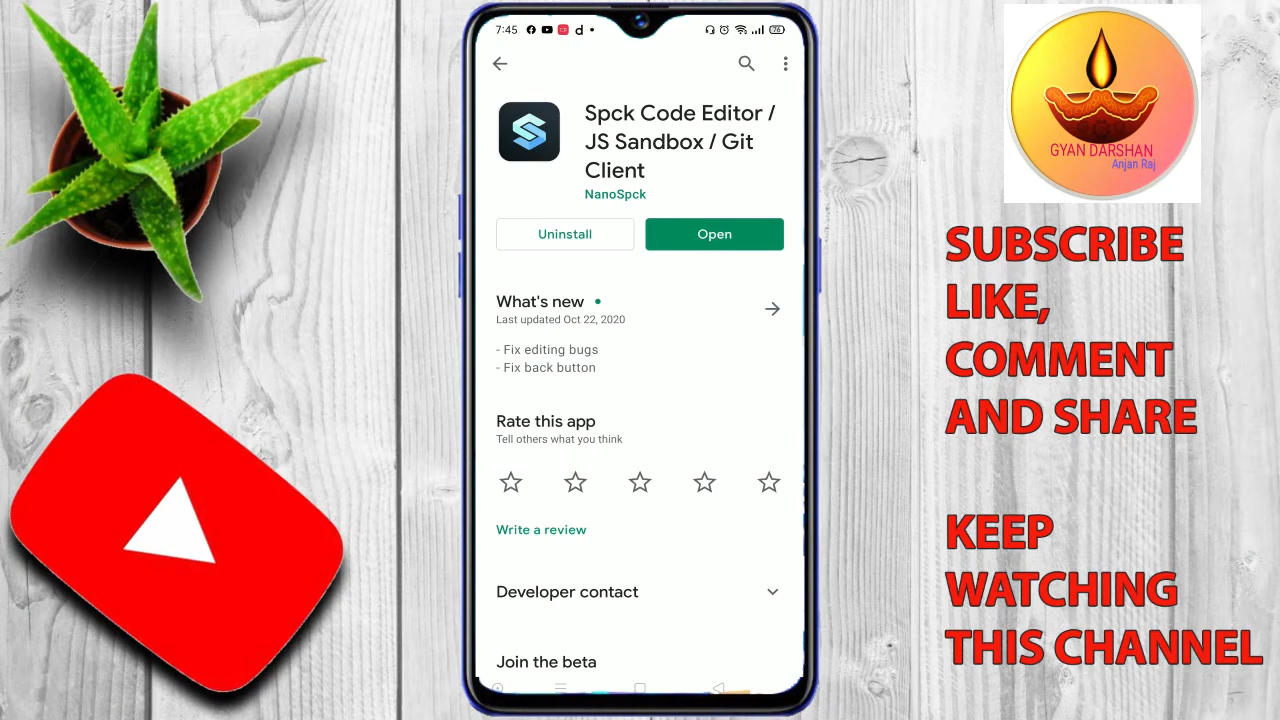 7:45
d
76
Spck Code Editor /
JS Sandbox / Git
Client
NanoSpck
Uninstall
Open
What's new
Last updated Oct 22, 2020
- Fix editing bugs
- Fix back button
Rate this app
Tell others what you think
Write a review
Developer contact
Join the beta
GYAN DARSHAN
Anjan Raj
SUBSCRIBE
LIKE,
COMMENT
AND SHARE
KEEP
WATCHING
THIS CHANNEL